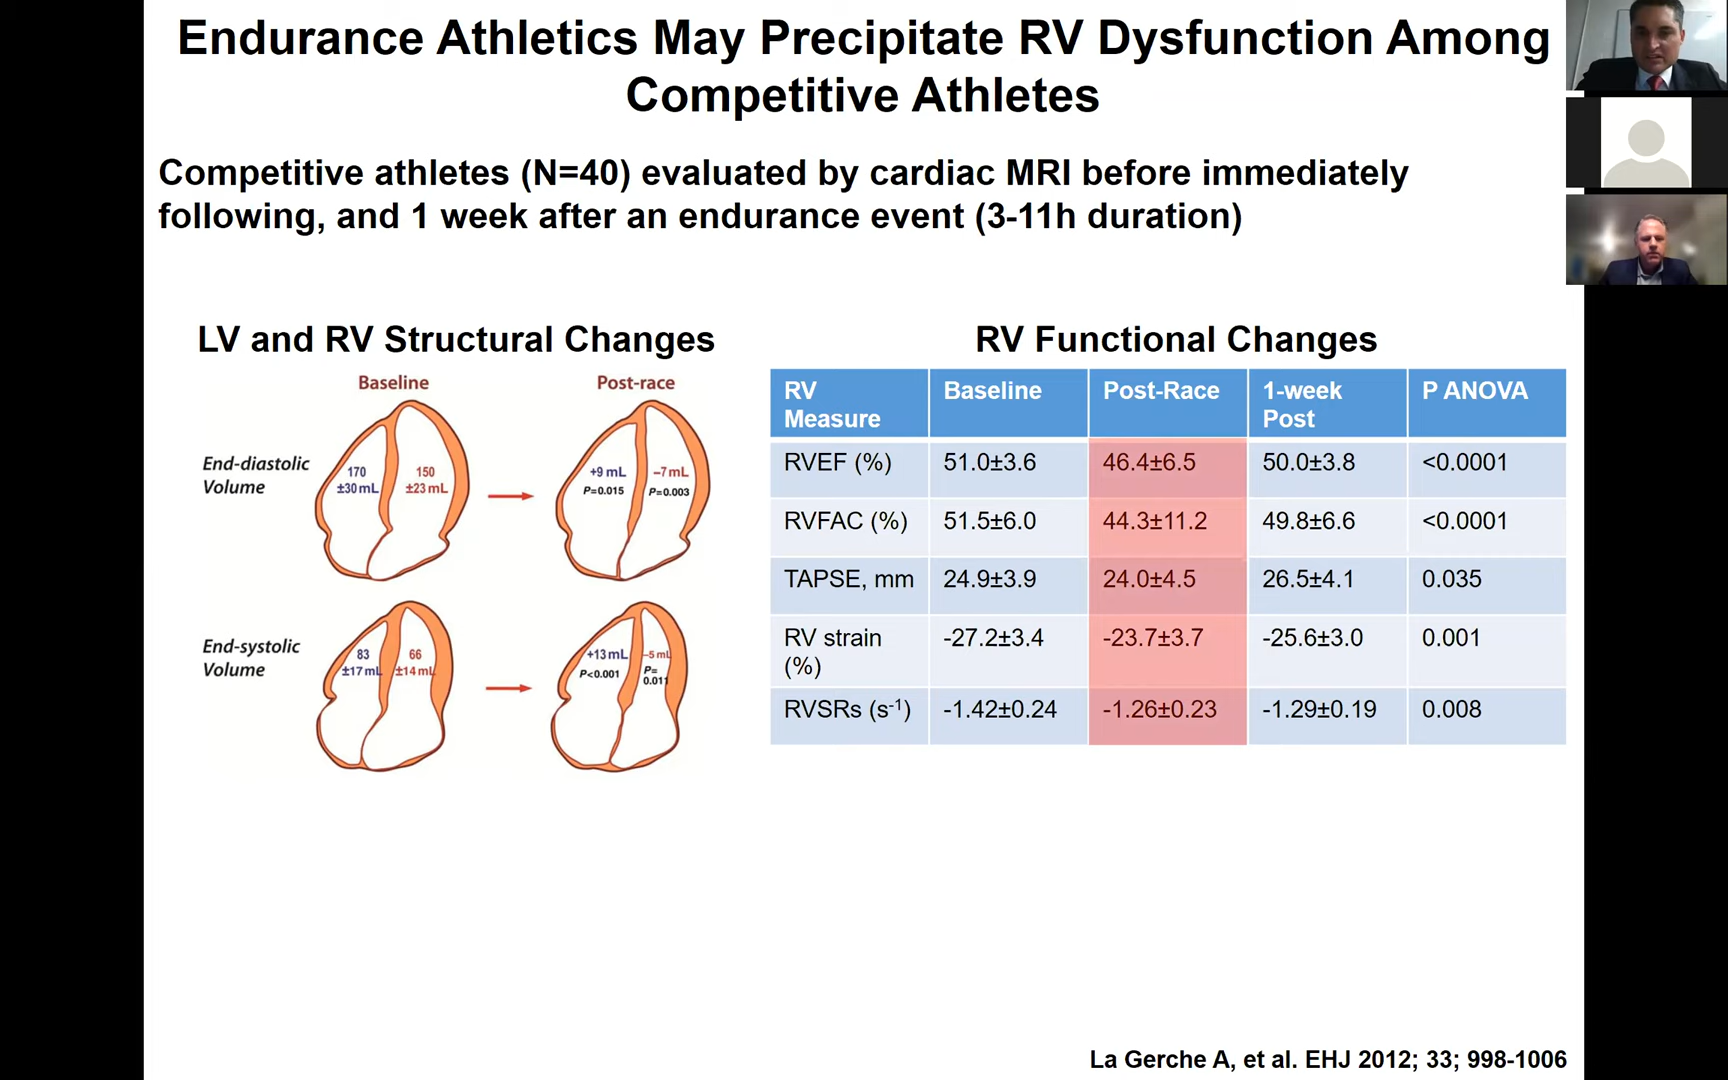 Endurance Athletics May Precipitate RV Dysfunction Among
Competitive Athletes
Competitive athletes (N=40) evaluated by cardiac MRI before immediately
following, and 1 week after an endurance event (3-11h duration)
LV and RV Structural Changes
Baseline
Post-race
End-diastolic
Volume
170
±30 mL
150
±23 mL
+9 mL
P=0.015
−7 mL
P=0.003
End-systolic
Volume
83
±17 mL
66
±14 mL
+13 mL
P<0.001
−5 mL
P=
0.011
RV Functional Changes
RV Measure Baseline Post-Race 1-week Post P ANOVA
RVEF (%) 51.0±3.6 46.4±6.5 50.0±3.8 <0.0001
RVFAC (%) 51.5±6.0 44.3±11.2 49.8±6.6 <0.0001
TAPSE, mm 24.9±3.9 24.0±4.5 26.5±4.1 0.035
RV strain (%) -27.2±3.4 -23.7±3.7 -25.6±3.0 0.001
RVSRs (s-1) -1.42±0.24 -1.26±0.23 -1.29±0.19 0.008
La Gerche A, et al. EHJ 2012; 33; 998-1006